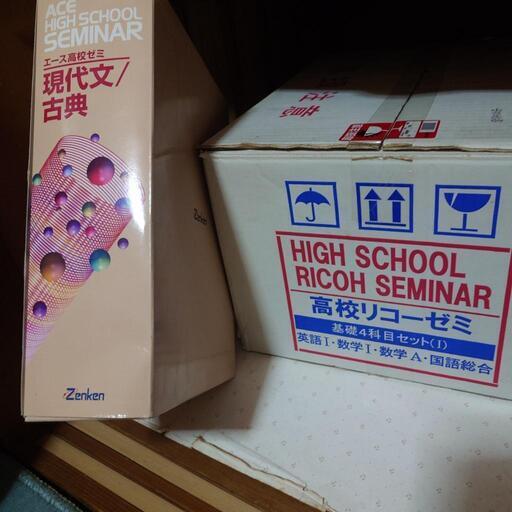 ACE
HIGH SCHOOL
SEMINAR
エース高校ゼミ
現代文/
古典
Zenken
Zenken
HIGH SCHOOL
RICOH SEMINAR
高校リコーゼミ
基礎4科目セット(I)
英語I・数学I・数学A・国語総合